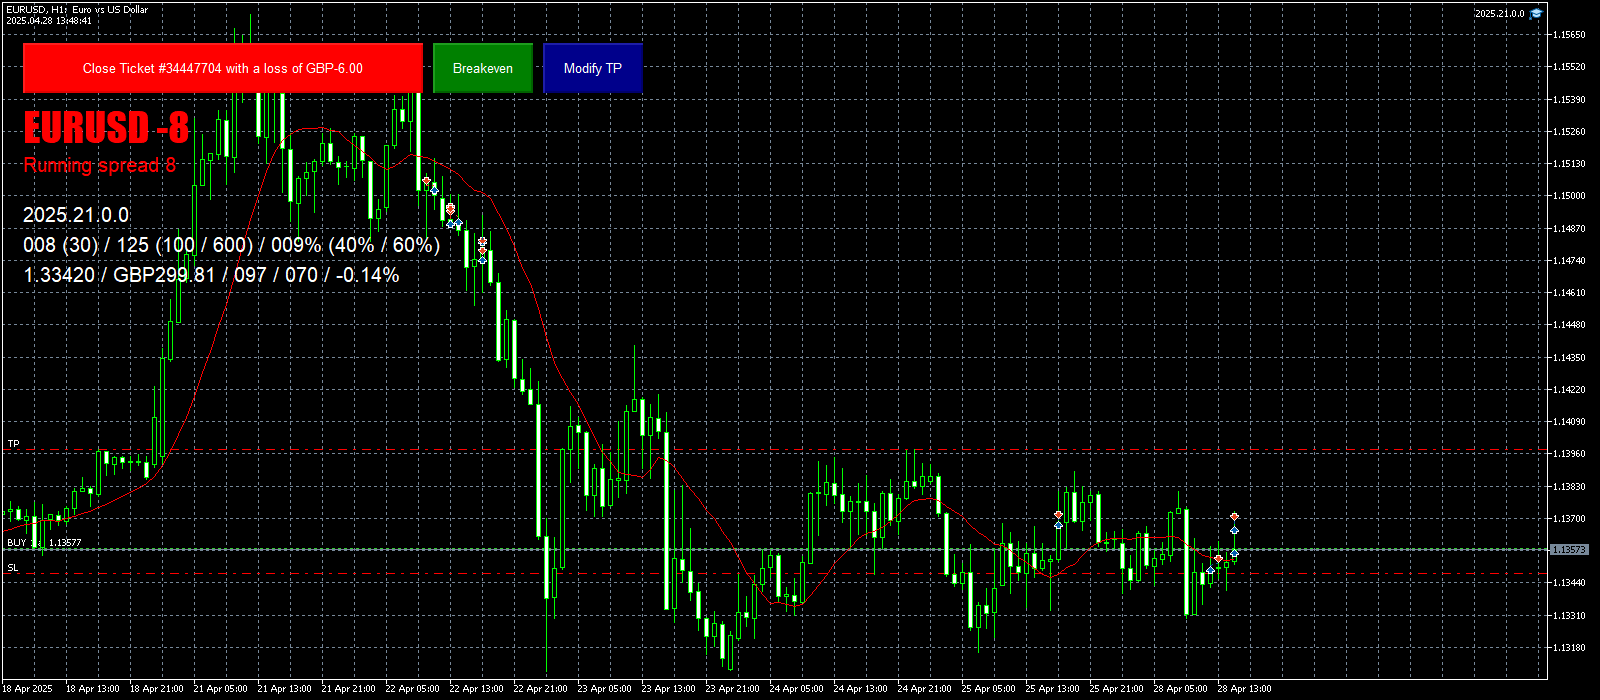 EURUSD, H1: Euro vs US Dollar
2025.04.28 13:48:41
2025.21.0.0
Close Ticket #34447704 with a loss of GBP-6.00
Breakeven
Modify TP
EURUSD -8
Running spread 8
2025.21.0.0
008 (30) / 125 (100 / 600) / 009% (40% / 60%)
1.33420 / GBP299.81 / 097 / 070 / -0.14%
TP
BUY 1.13577
SL
1.15650
1.15520
1.15390
1.15260
1.15130
1.15000
1.14870
1.14740
1.14610
1.14480
1.14350
1.14220
1.14090
1.13960
1.13830
1.13700
1.13573
1.13440
1.13310
1.13180
18 Apr 2025 18 Apr 13:00 18 Apr 21:00 21 Apr 05:00 21 Apr 13:00 21 Apr 21:00 22 Apr 05:00 22 Apr 13:00 22 Apr 21:00 23 Apr 05:00 23 Apr 13:00 23 Apr 21:00 24 Apr 05:00 24 Apr 13:00 24 Apr 21:00 25 Apr 05:00 25 Apr 13:00 25 Apr 21:00 28 Apr 05:00 28 Apr 13:00